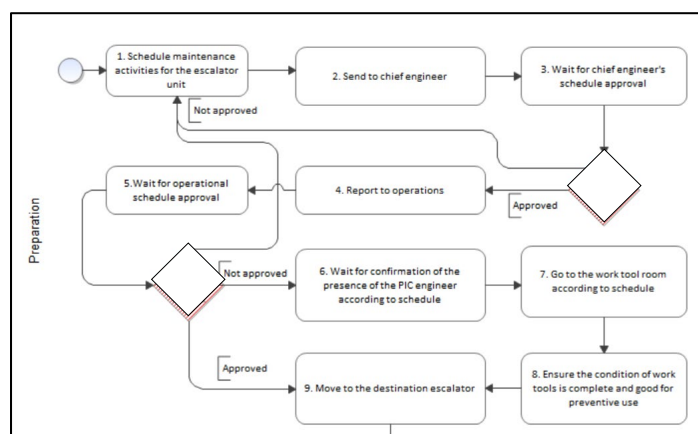 Preparation
1. Schedule maintenance
activities for the escalator
unit
2. Send to chief engineer
3. Wait for chief engineer's
schedule approval
Not approved
5.Wait for operational
schedule approval
4. Report to operations
Approved
Not approved
6. Wait for confirmation of the
presence of the PIC engineer
according to schedule
7. Go to the work tool room
according to schedule
Approved
9. Move to the destination escalator
8. Ensure the condition of work
tools is complete and good for
preventive use